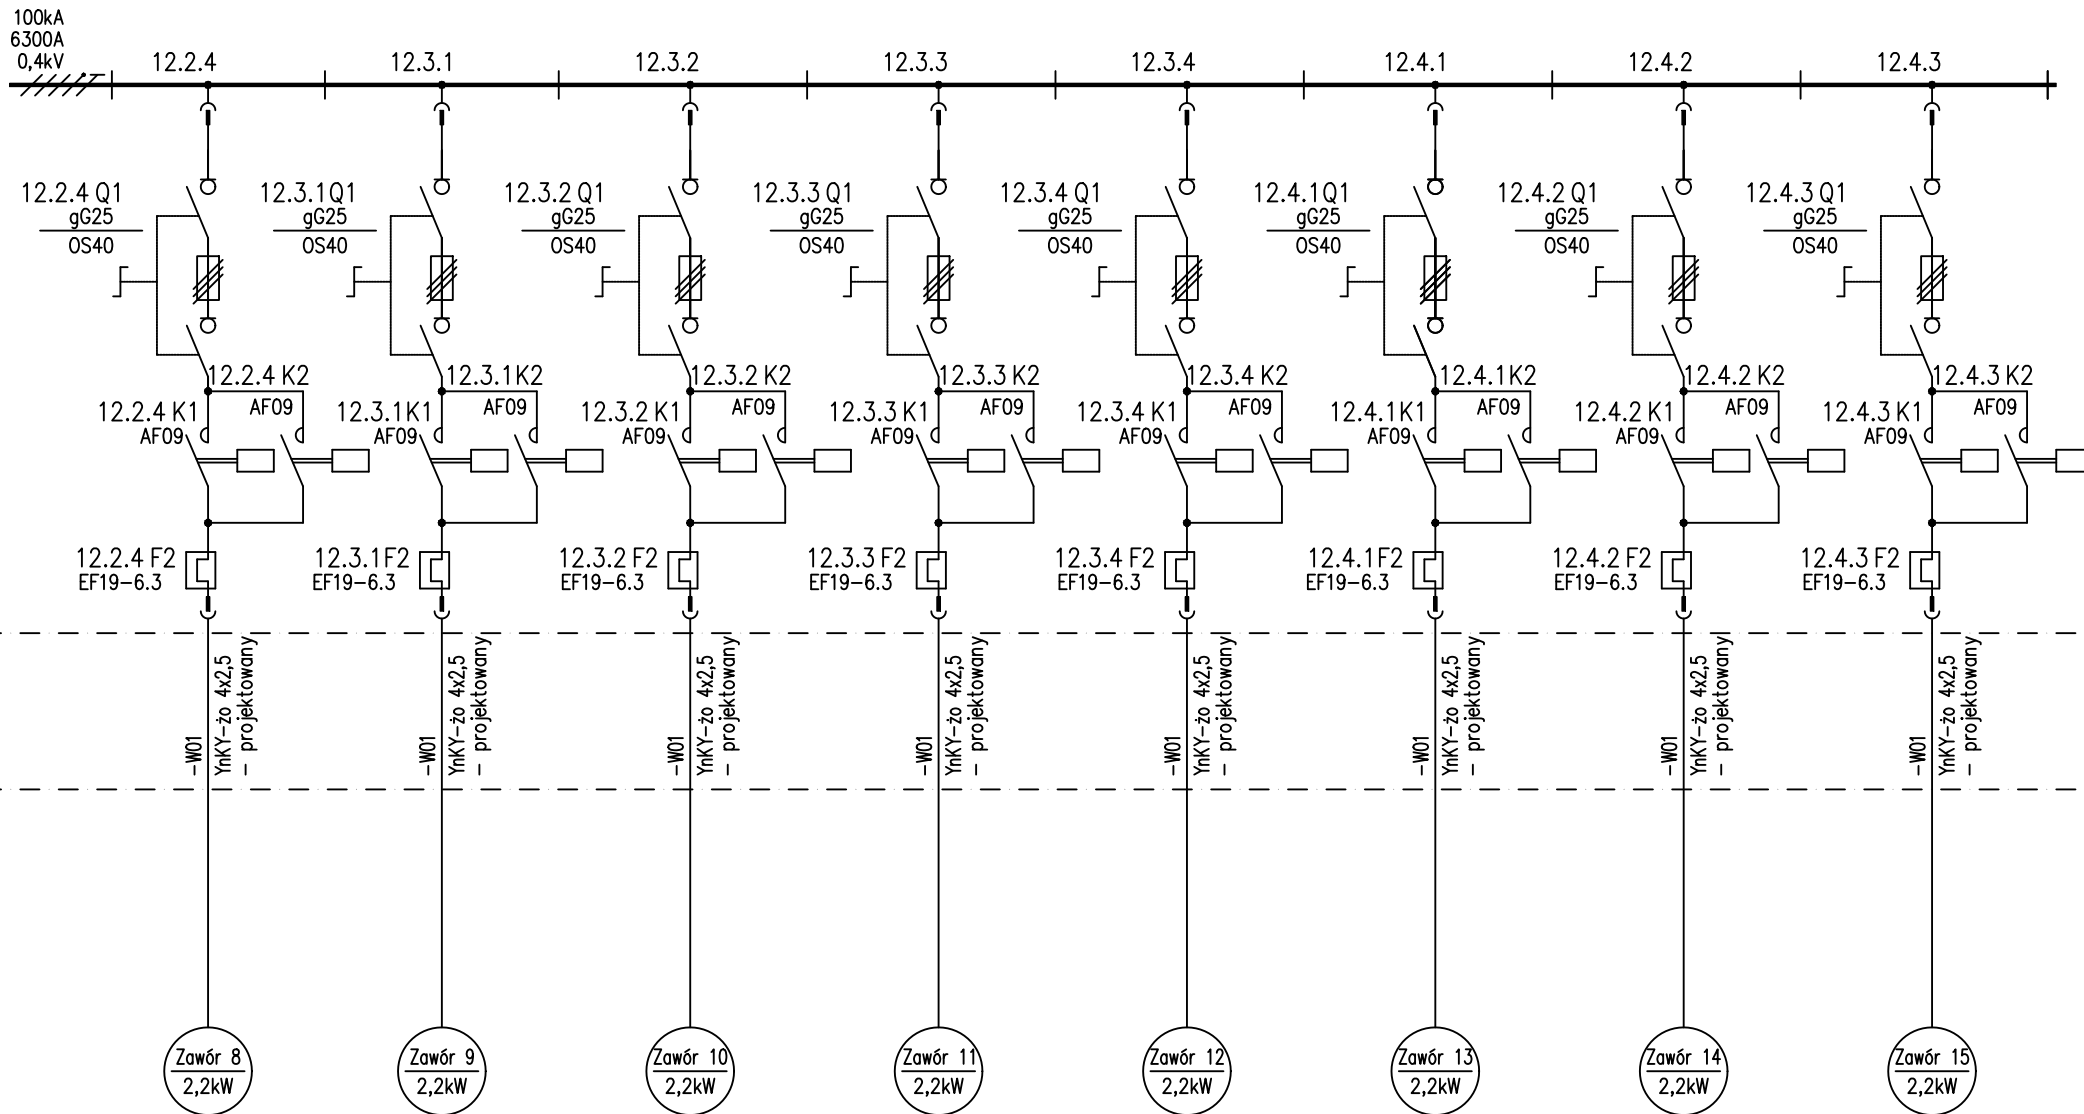 100kA
6300A
0,4kV
12.2.4
12.3.1
12.3.2
12.3.3
12.3.4
12.4.1
12.4.2
12.4.3
12.2.4 Q1
gG25
OS40
12.3.1 Q1
gG25
OS40
12.3.2 Q1
gG25
OS40
12.3.3 Q1
gG25
OS40
12.3.4 Q1
gG25
OS40
12.4.1 Q1
gG25
OS40
12.4.2 Q1
gG25
OS40
12.4.3 Q1
gG25
OS40
12.2.4 K2
AF09
12.2.4 K1
AF09
12.3.1 K2
AF09
12.3.1 K1
AF09
12.3.2 K2
AF09
12.3.2 K1
AF09
12.3.3 K2
AF09
12.3.3 K1
AF09
12.3.4 K2
AF09
12.3.4 K1
AF09
12.4.1 K2
AF09
12.4.1 K1
AF09
12.4.2 K2
AF09
12.4.2 K1
AF09
12.4.3 K2
AF09
12.4.3 K1
AF09
12.2.4 F2
EF19-6.3
12.3.1 F2
EF19-6.3
12.3.2 F2
EF19-6.3
12.3.3 F2
EF19-6.3
12.3.4 F2
EF19-6.3
12.4.1 F2
EF19-6.3
12.4.2 F2
EF19-6.3
12.4.3 F2
EF19-6.3
-W01
YnKY-żo 4x2,5
- projektowany
-W01
YnKY-żo 4x2,5
- projektowany
-W01
YnKY-żo 4x2,5
- projektowany
-W01
YnKY-żo 4x2,5
- projektowany
-W01
YnKY-żo 4x2,5
- projektowany
-W01
YnKY-żo 4x2,5
- projektowany
-W01
YnKY-żo 4x2,5
- projektowany
-W01
YnKY-żo 4x2,5
- projektowany
Zawór 8
2,2kW
Zawór 9
2,2kW
Zawór 10
2,2kW
Zawór 11
2,2kW
Zawór 12
2,2kW
Zawór 13
2,2kW
Zawór 14
2,2kW
Zawór 15
2,2kW